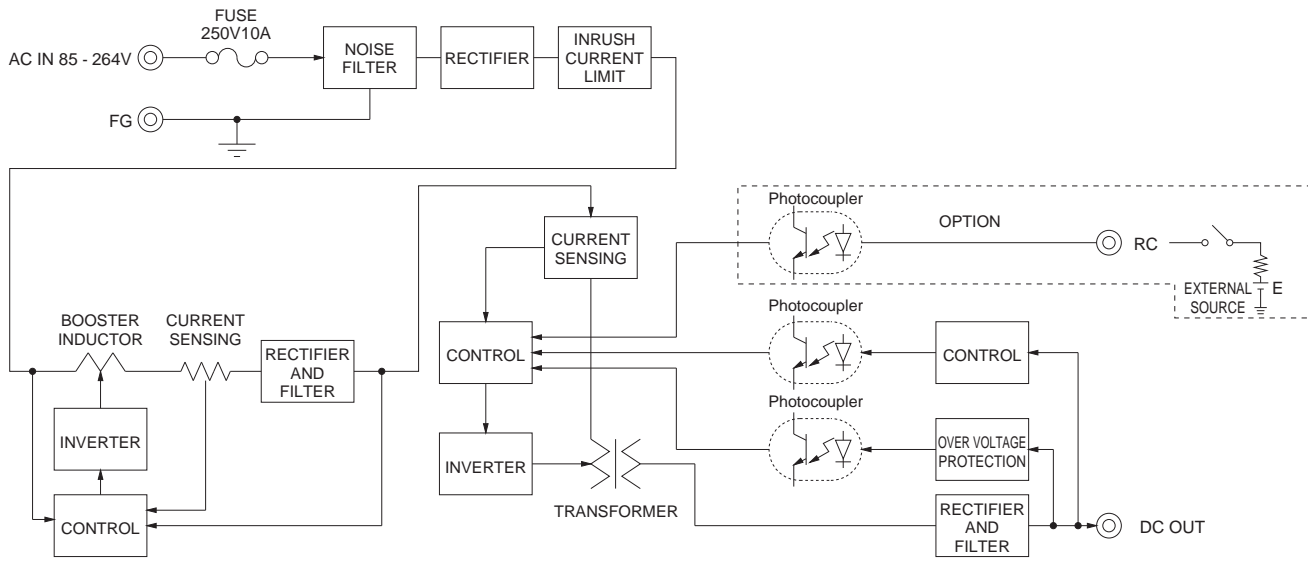 FUSE
250V10A
AC IN 85 - 264V
NOISE
FILTER
RECTIFIER
INRUSH
CURRENT
LIMIT
FG
Photocoupler
OPTION
RC
EXTERNAL
SOURCE
E
CURRENT
SENSING
BOOSTER
INDUCTOR
CURRENT
SENSING
RECTIFIER
AND
FILTER
CONTROL
Photocoupler
CONTROL
INVERTER
INVERTER
TRANSFORMER
Photocoupler
OVER VOLTAGE
PROTECTION
CONTROL
RECTIFIER
AND
FILTER
DC OUT